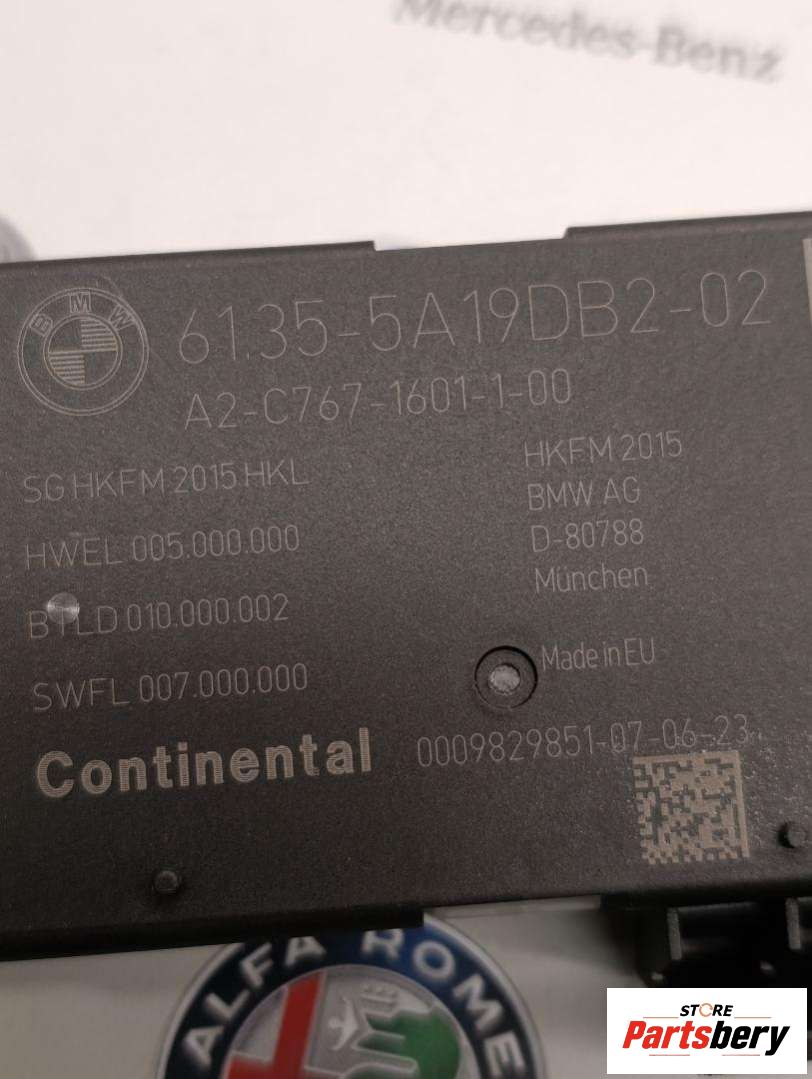 Mercedes-Benz
BMW
61.35-5A19DB2-02
A2-C767-1601-1-00
SG HKFM 2015 HKL
HWEL 005.000.000
BTLD 010.000.002
SWFL 007.000.000
HKFM 2015
BMW AG
D-80788
München
Made in EU
Continental
0009829851-07-06-23
ALFA ROMEO
STORE
Partsbery